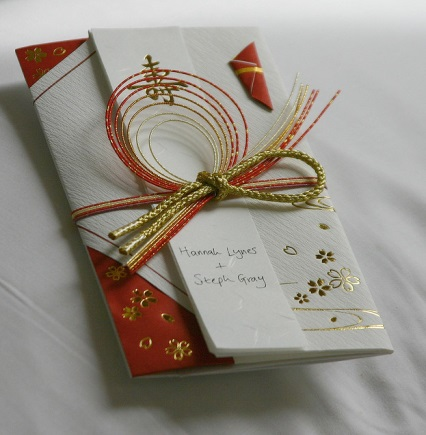 寿
Hannah Lynes
+
Steph Gray